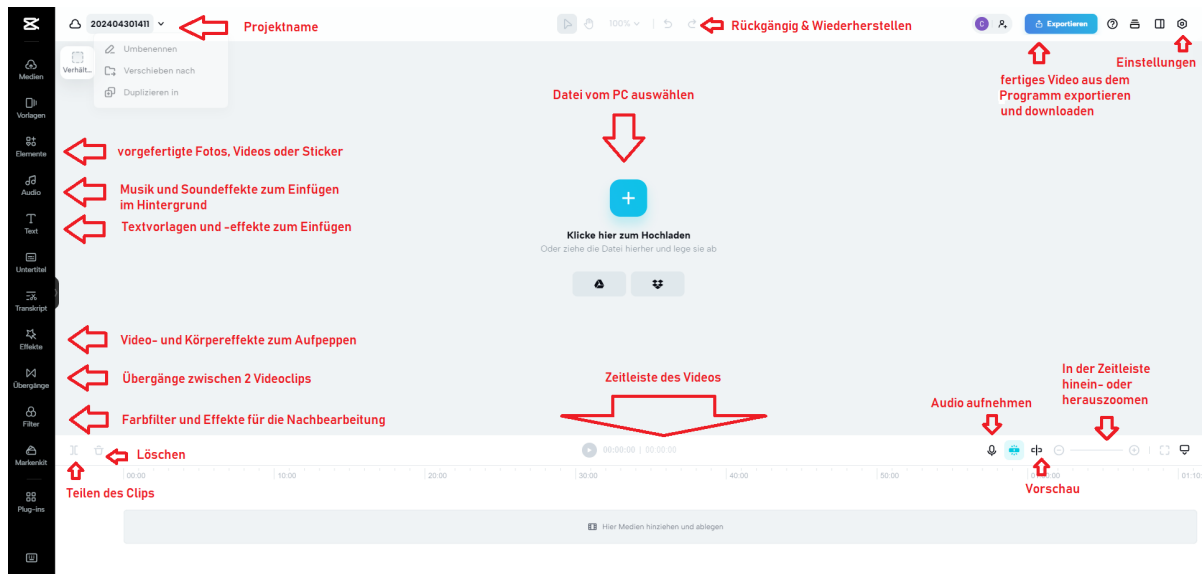 202404301411
Projektname
100%
Rückgängig & Wiederherstellen
C
Exportieren
Einstellungen
Umbenennen
Verschieben nach
Duplizieren in
Verhält...
fertiges Video aus dem
Programm exportieren
und downloaden
Medien
Vorlagen
Elemente
Audio
Text
Untertitel
Transkript
Effekte
Übergänge
Filter
Markenkit
Plug-ins
Datei vom PC auswählen
vorgefertigte Fotos, Videos oder Sticker
Musik und Soundeffekte zum Einfügen
im Hintergrund
Textvorlagen und -effekte zum Einfügen
Klicke hier zum Hochladen
Oder ziehe die Datei hierher und lege sie ab
Video- und Körpereffekte zum Aufpeppen
Übergänge zwischen 2 Videoclips
Zeitleiste des Videos
In der Zeitleiste
hinein- oder
herauszoomen
Audio aufnehmen
Farbfilter und Effekte für die Nachbearbeitung
Löschen
00:00:00 | 00:00:00
Teilen des Clips
Vorschau
00:00
10:00
20:00
30:00
40:00
50:00
01:00:00
01:10:
Hier Medien hinziehen und ablegen